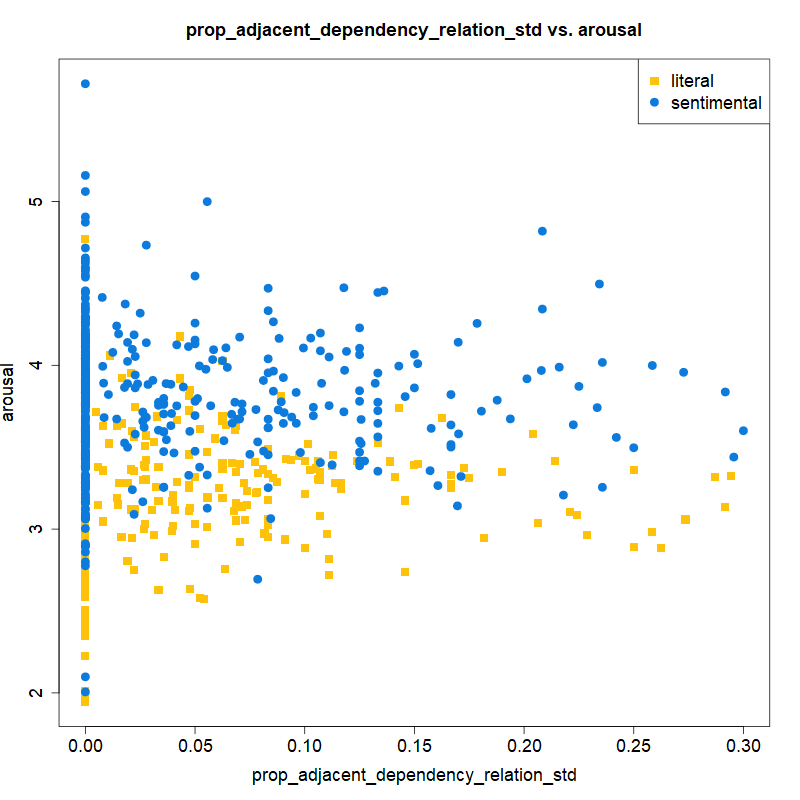 prop_adjacent_dependency_relation_std vs. arousal
literal
sentimental
arousal
5
4
3
2
0.00 0.05 0.10 0.15 0.20 0.25 0.30
prop_adjacent_dependency_relation_std